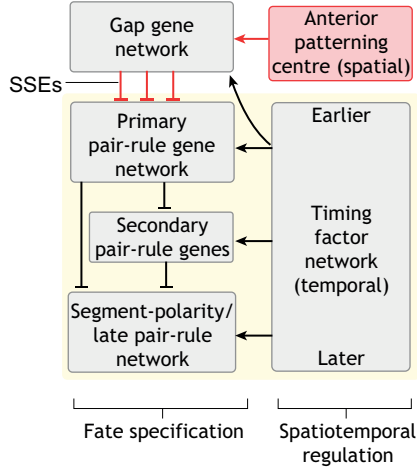 Gap gene
network
Anterior
patterning
centre (spatial)
SSEs
Primary
pair-rule gene
network
Earlier
Secondary
pair-rule genes
Timing
factor
network
(temporal)
Segment-polarity/
late pair-rule
network
Later
Fate specification
Spatiotemporal
regulation